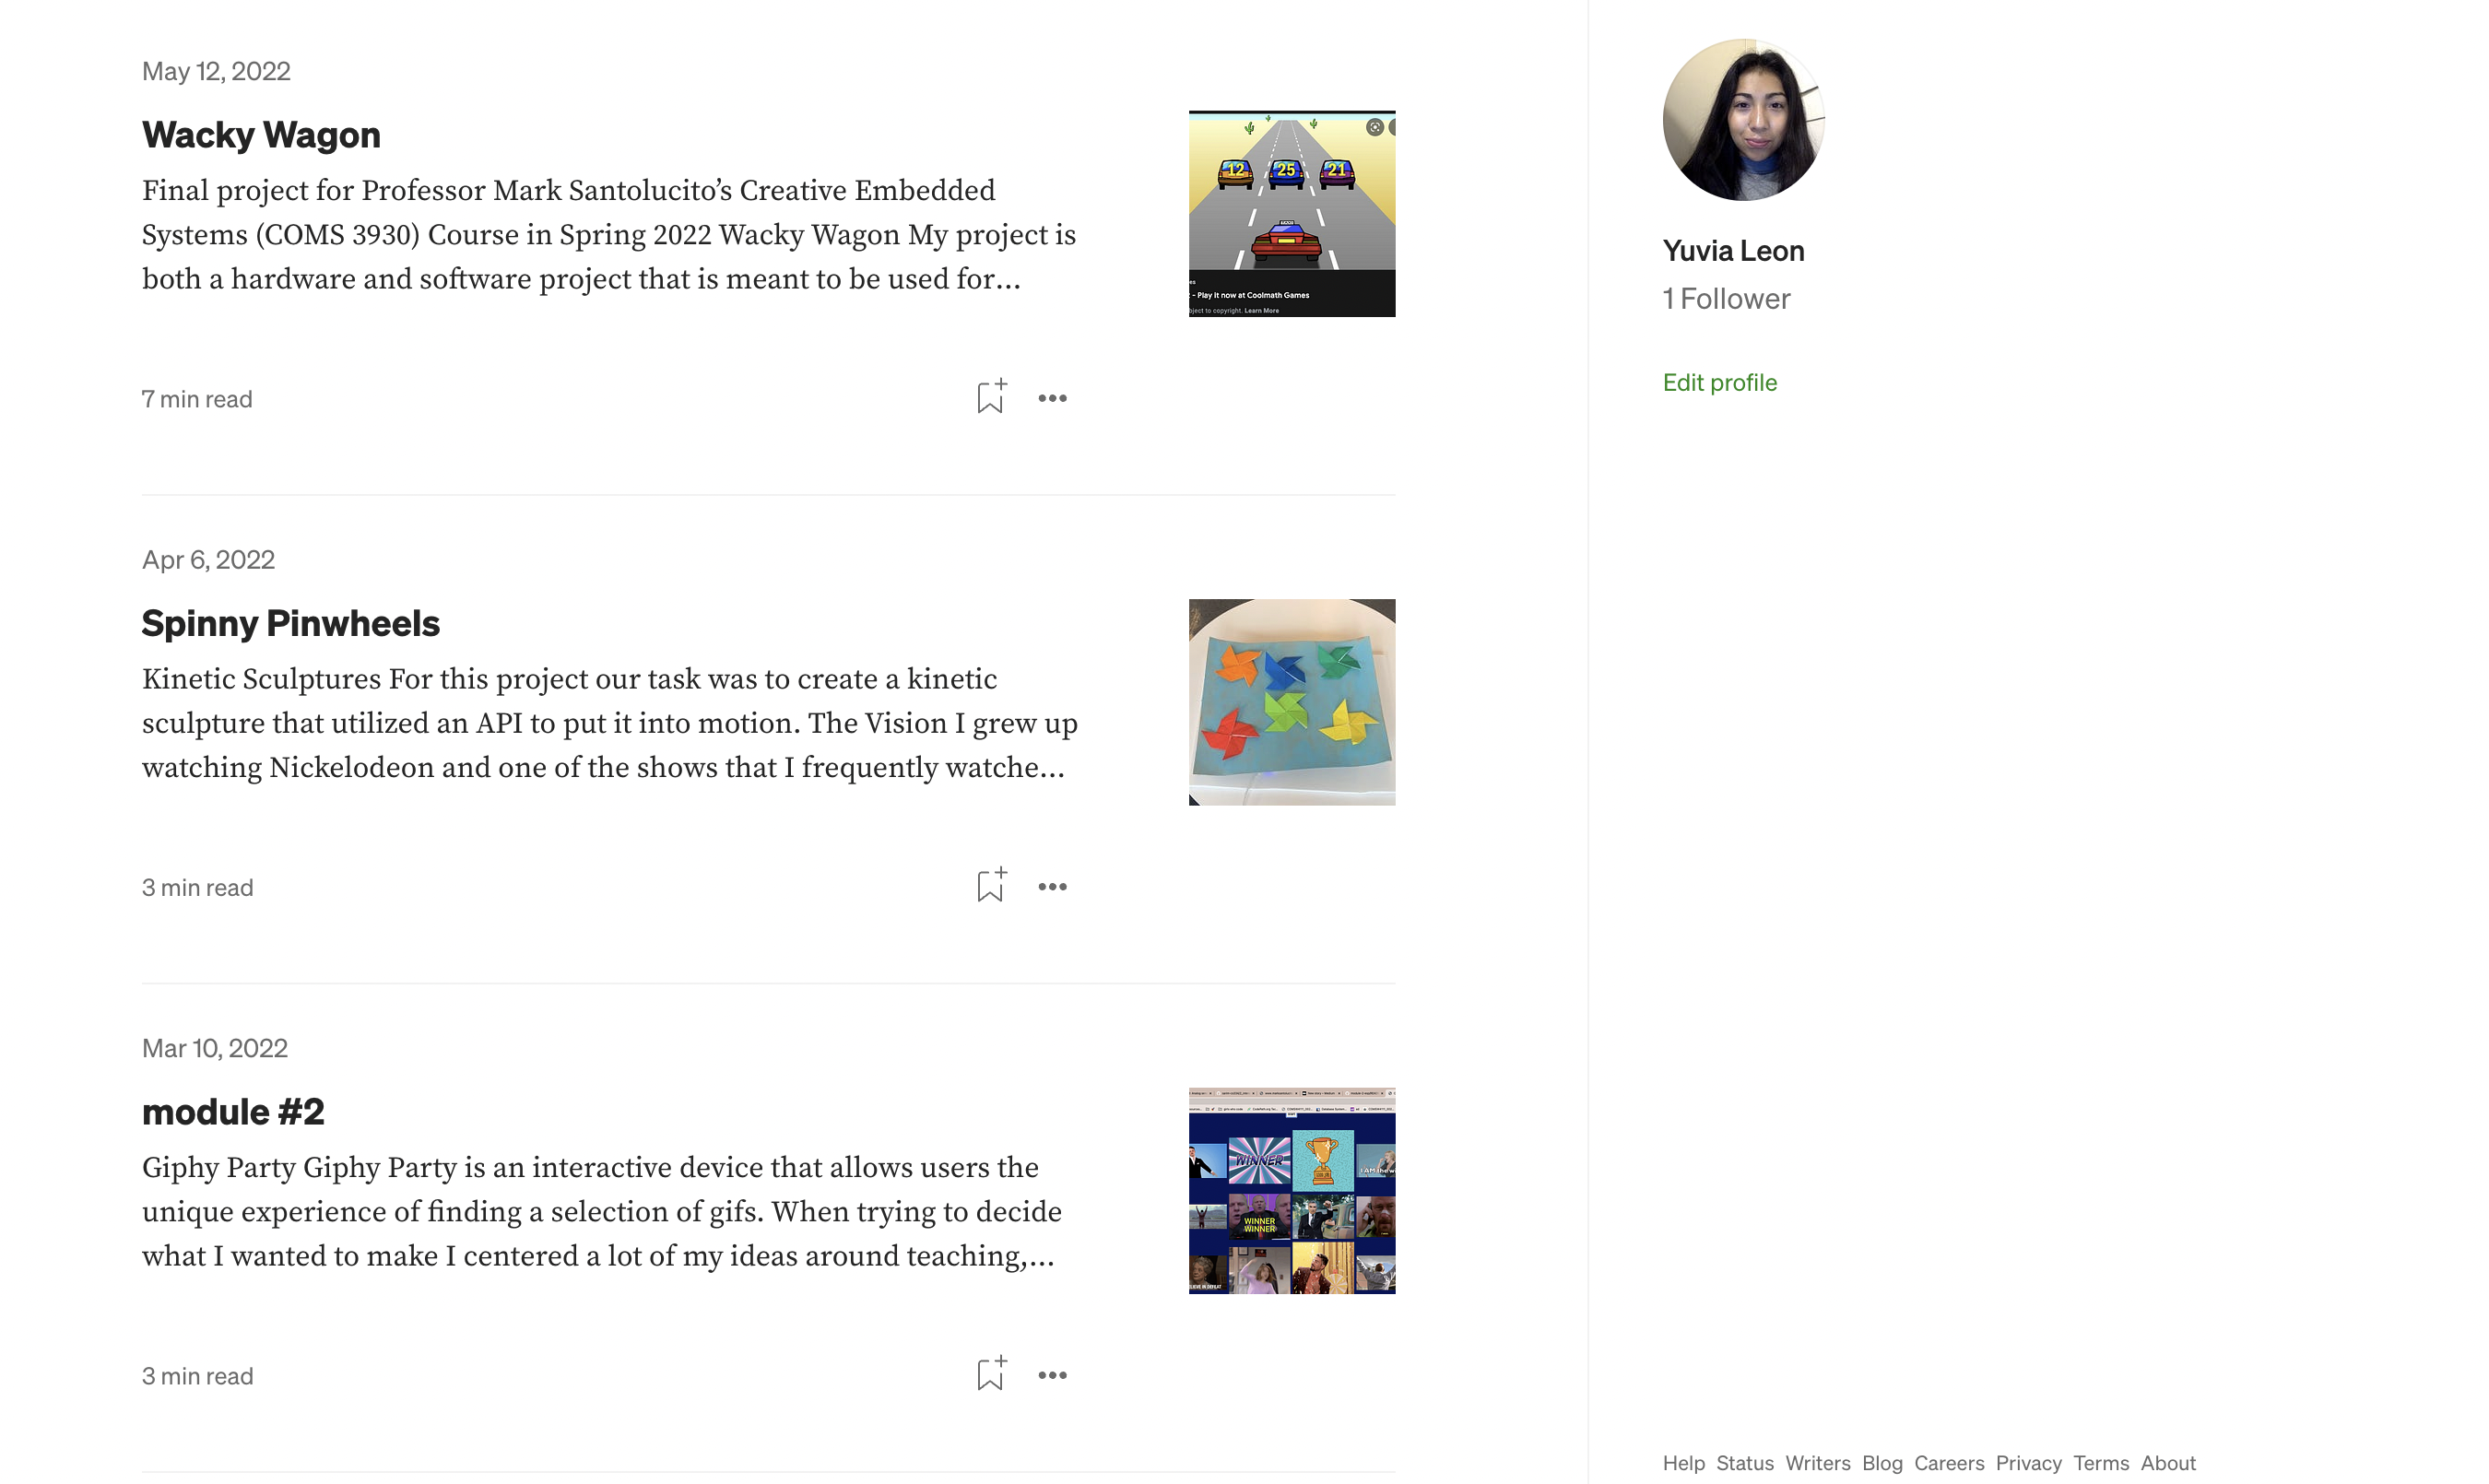 May 12, 2022
Wacky Wagon
Final project for Professor Mark Santolucito’s Creative Embedded
Systems (COMS 3930) Course in Spring 2022 Wacky Wagon My project is
both a hardware and software project that is meant to be used for...
12
25
21
- Play It now at Coolmath Games
bject to copyright. Learn More
7 min read
Apr 6, 2022
Spinny Pinwheels
Kinetic Sculptures For this project our task was to create a kinetic
sculpture that utilized an API to put it into motion. The Vision I grew up
watching Nickelodeon and one of the shows that I frequently watche...
3 min read
Mar 10, 2022
module #2
Giphy Party Giphy Party is an interactive device that allows users the
unique experience of finding a selection of gifs. When trying to decide
what I wanted to make I centered a lot of my ideas around teaching,...
WINNER
WINNER
WINNER
3 min read
Yuvia Leon
1 Follower
Edit profile
Help Status Writers Blog Careers Privacy Terms About